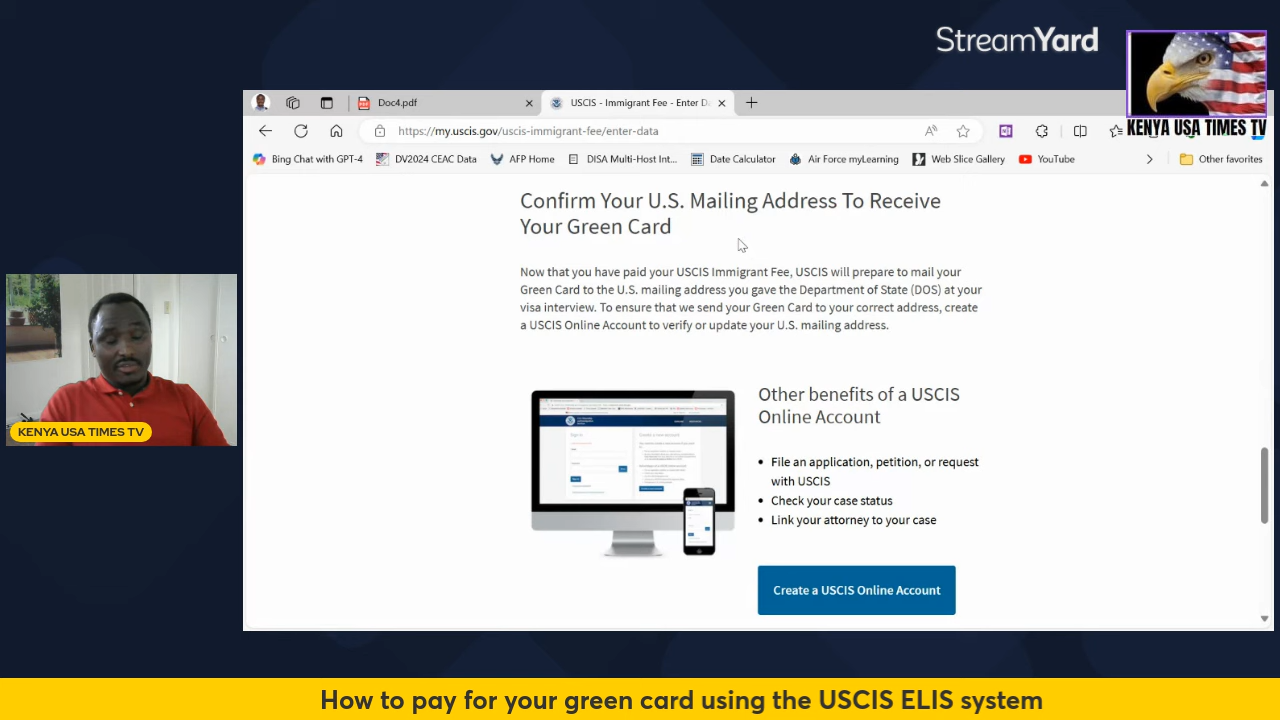 StreamYard
KENYA USA TIMES TV
Doc4.pdf
USCIS - Immigrant Fee - Enter D
https://my.uscis.gov/uscis-immigrant-fee/enter-data
Bing Chat with GPT-4
DV2024 CEAC Data
AFP Home
DISA Multi-Host Int...
Date Calculator
Air Force myLearning
Web Slice Gallery
YouTube
Other favorites
Confirm Your U.S. Mailing Address To Receive
Your Green Card
Now that you have paid your USCIS Immigrant Fee, USCIS will prepare to mail your
Green Card to the U.S. mailing address you gave the Department of State (DOS) at your
visa interview. To ensure that we send your Green Card to your correct address, create
a USCIS Online Account to verify or update your U.S. mailing address.
Other benefits of a USCIS
Online Account
• File an application, petition, or request
with USCIS
• Check your case status
• Link your attorney to your case
Create a USCIS Online Account
KENYA USA TIMES TV
How to pay for your green card using the USCIS ELIS system